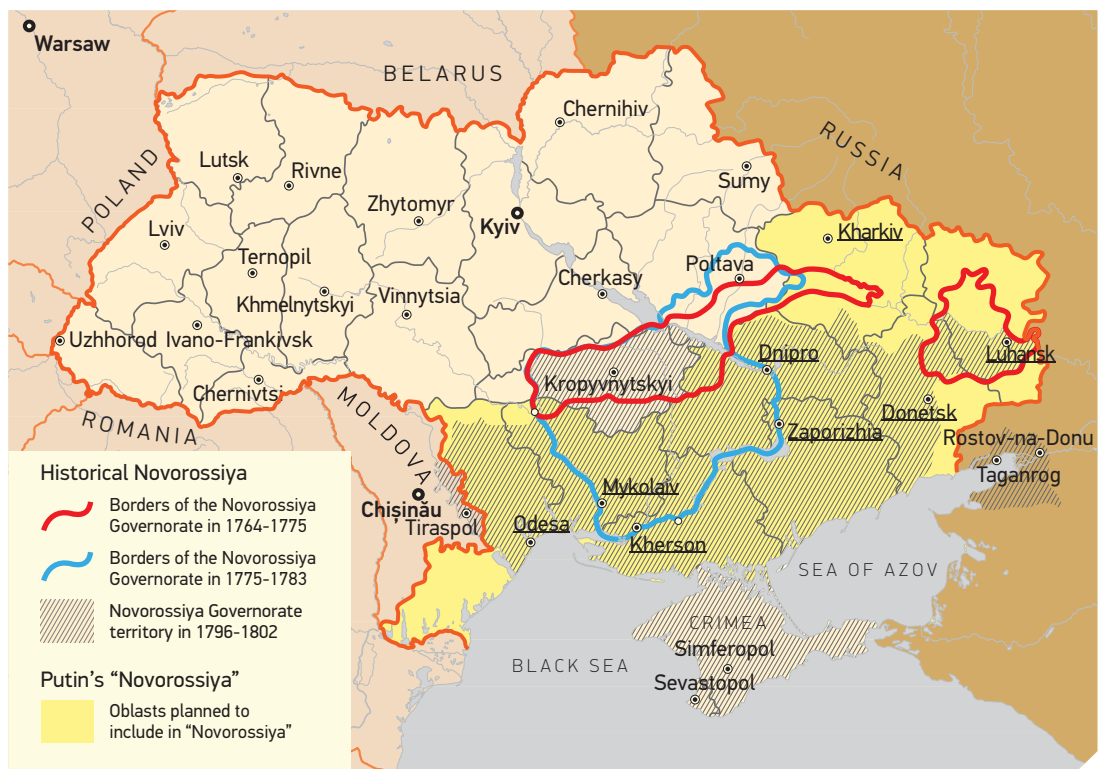 Warsaw
BELARUS
Chernihiv
RUSSIA
POLAND
Lutsk
Rivne
Sumy
Zhytomyr
Kyiv
Lviv
Kharkiv
Ternopil
Poltava
Cherkasy
Khmelnytskyi
Vinnytsia
Uzhhorod
Ivano-Frankivsk
Luhansk
Dnipro
Kropyvnytskyi
Chernivtsi
MOLDOVA
Donetsk
ROMANIA
Zaporizhia
Rostov-na-Donu
Taganrog
Mykolaiv
Chișinău
Tiraspol
Odesa
Kherson
SEA OF AZOV
CRIMEA
Simferopol
BLACK SEA
Sevastopol
Historical Novorossiya
Borders of the Novorossiya
Governorate in 1764-1775
Borders of the Novorossiya
Governorate in 1775-1783
Novorossiya Governorate
territory in 1796-1802
Putin's “Novorossiya”
Oblasts planned to
include in “Novorossiya”